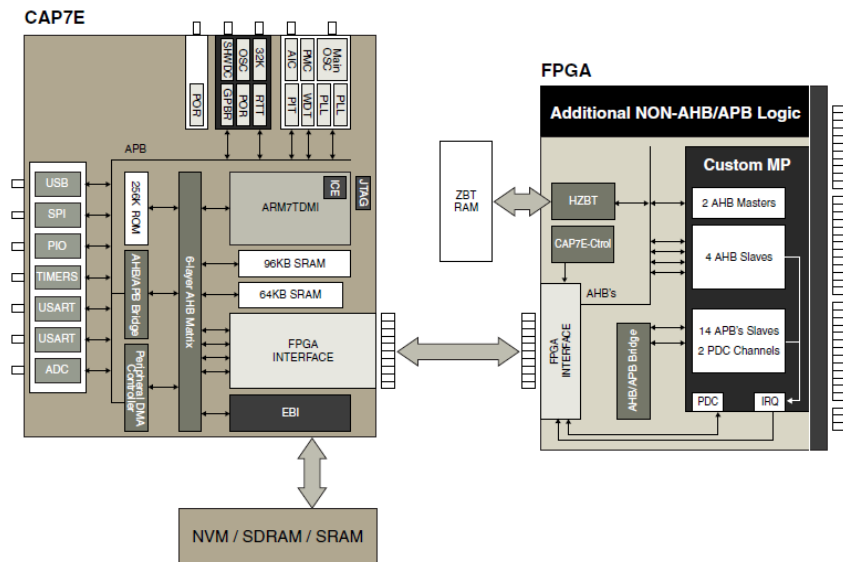 CAP7E
SHWDC
OSC
32K
AIC
PMC
Main
OSC
POR
GPBR
POR
RTT
PIT
WDT
PLL
PLL
APB
USB
SPI
PIO
TIMERS
USART
USART
ADC
256K ROM
AHB/APB Bridge
Peripheral DMA
Controller
6-layer AHB Matrix
ICE
JTAG
ARM7TDMI
96KB SRAM
64KB SRAM
FPGA
INTERFACE
EBI
NVM / SDRAM / SRAM
FPGA
Additional NON-AHB/APB Logic
ZBT
RAM
HZBT
CAP7E-Ctrol
AHB's
FPGA
INTERFACE
AHB/APB Bridge
Custom MP
2 AHB Masters
4 AHB Slaves
14 APB's Slaves
2 PDC Channels
PDC
IRQ